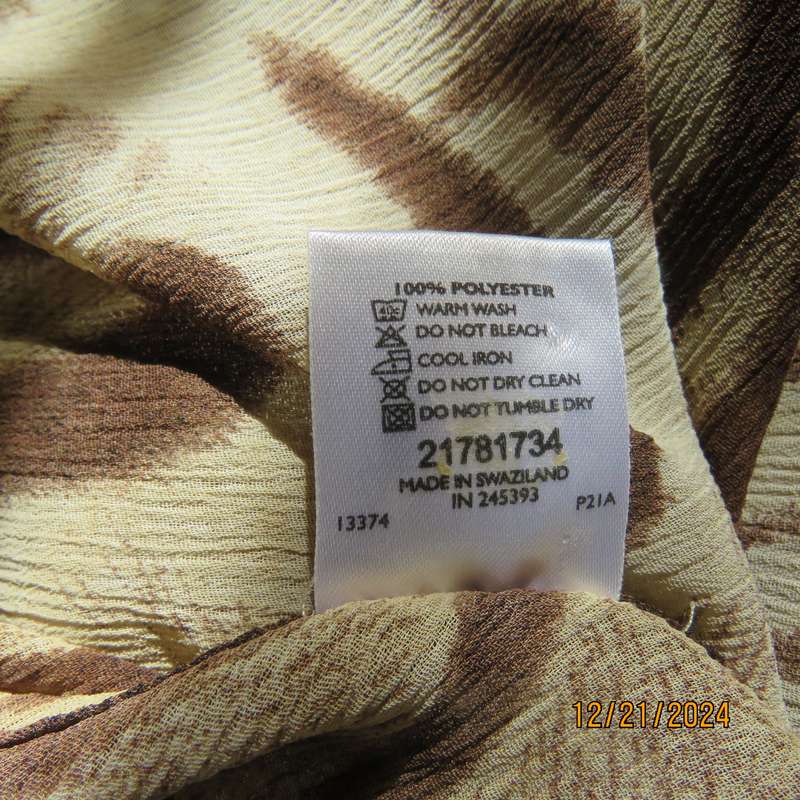 100% POLYESTER
40c WARM WASH
DO NOT BLEACH
COOL IRON
DO NOT DRY CLEAN
DO NOT TUMBLE DRY
21781734
MADE IN SWAZILAND
IN 245393
13374
P21A
12/21/2024